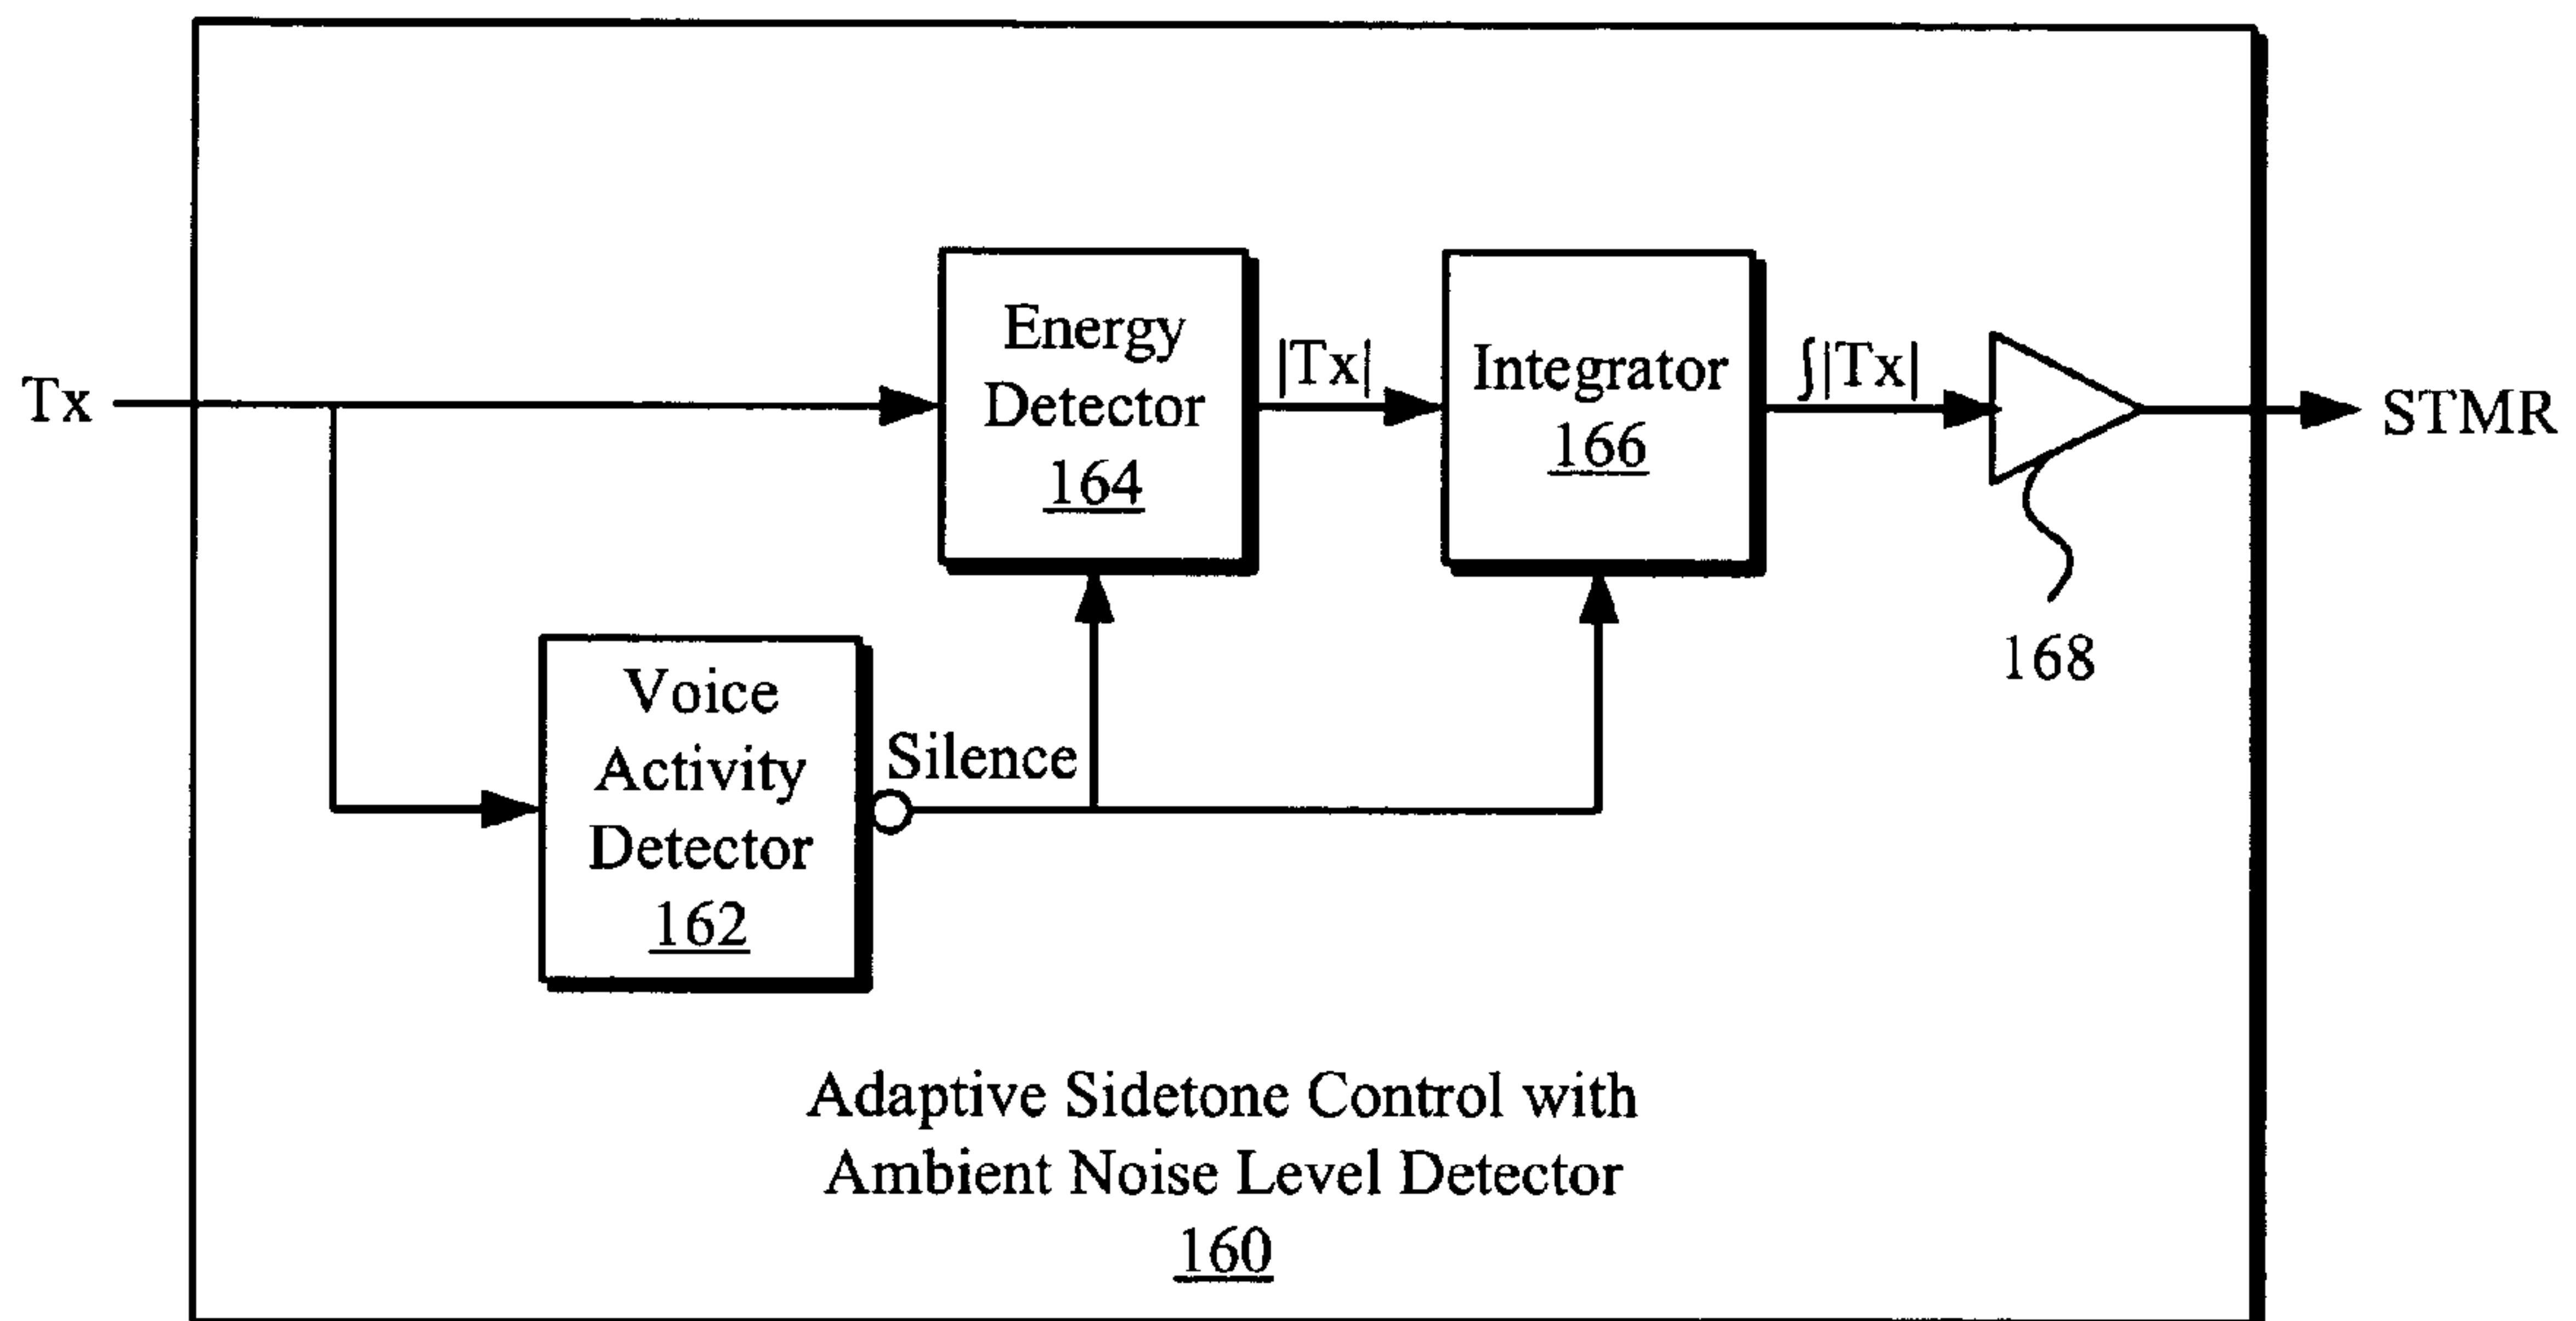 Tx
Energy
Detector
164
|Tx|
Integrator
166
∫|Tx|
STMR
168
Voice
Activity
Detector
162
Silence
Adaptive Sidetone Control with
Ambient Noise Level Detector
160